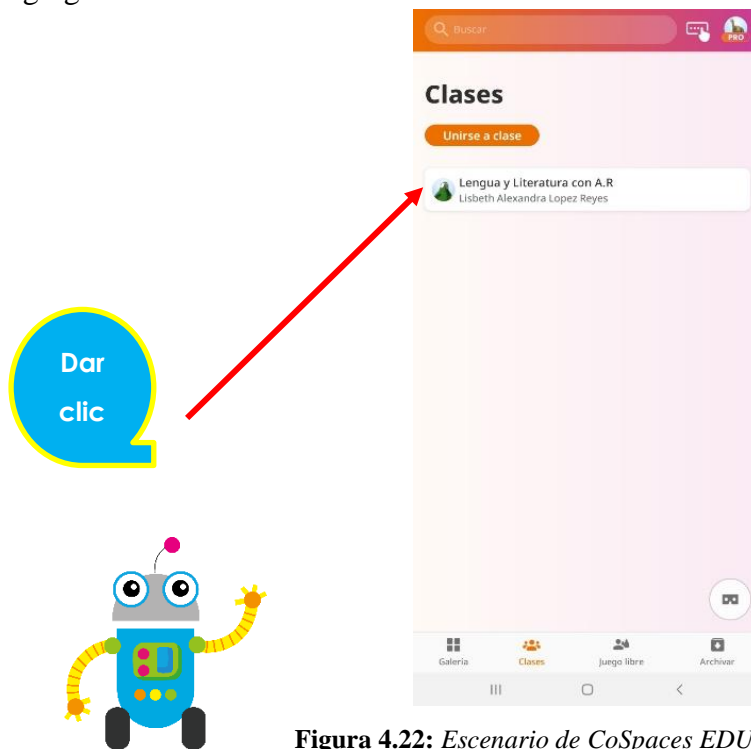 Buscar
PRO
Clases
Unirse a clase
Lengua y Literatura con A.R
Lisbeth Alexandra Lopez Reyes
Dar
clic
Galería
Clases
Juego libre
Archivar
Figura 4.22: Escenario de CoSpaces EDU